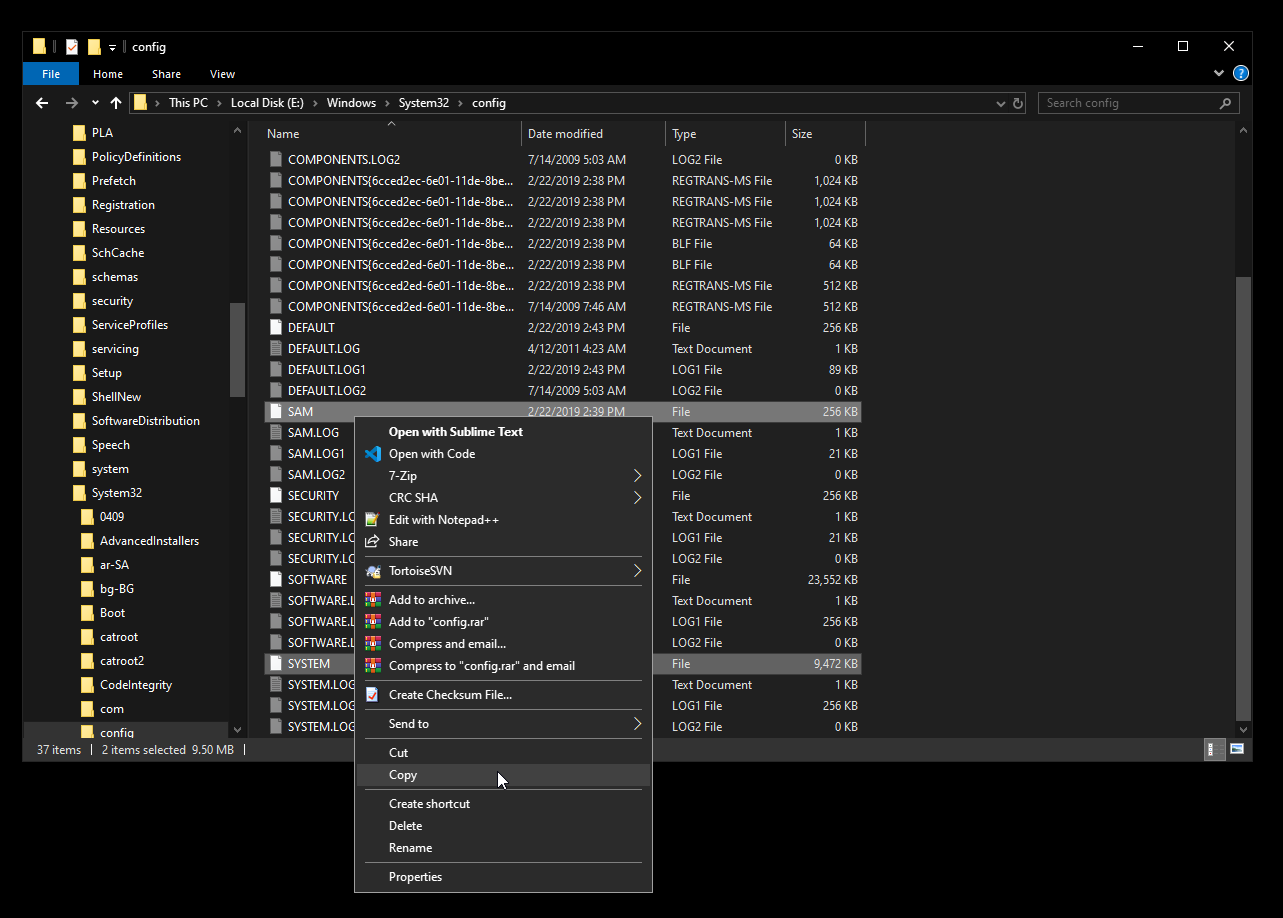 config
File Home Share View
This PC Local Disk (E:) Windows System32 config Search config
Name Date modified Type Size
PLA
PolicyDefinitions
Prefetch
Registration
Resources
SchCache
schemas
security
ServiceProfiles
servicing
Setup
ShellNew
SoftwareDistribution
Speech
system
System32
0409
AdvancedInstallers
ar-SA
bg-BG
Boot
catroot
catroot2
CodeIntegrity
com
config
COMPONENTS.LOG2 7/14/2009 5:03 AM LOG2 File 0 KB
COMPONENTS{6cced2ec-6e01-11de-8be... 2/22/2019 2:38 PM REGTRANS-MS File 1,024 KB
COMPONENTS{6cced2ec-6e01-11de-8be... 2/22/2019 2:38 PM REGTRANS-MS File 1,024 KB
COMPONENTS{6cced2ec-6e01-11de-8be... 2/22/2019 2:38 PM REGTRANS-MS File 1,024 KB
COMPONENTS{6cced2ec-6e01-11de-8be... 2/22/2019 2:38 PM BLF File 64 KB
COMPONENTS{6cced2ed-6e01-11de-8be... 2/22/2019 2:38 PM BLF File 64 KB
COMPONENTS{6cced2ed-6e01-11de-8be... 2/22/2019 2:38 PM REGTRANS-MS File 512 KB
COMPONENTS{6cced2ed-6e01-11de-8be... 7/14/2009 7:46 AM REGTRANS-MS File 512 KB
DEFAULT 2/22/2019 2:43 PM File 256 KB
DEFAULT.LOG 4/12/2011 4:23 AM Text Document 1 KB
DEFAULT.LOG1 2/22/2019 2:43 PM LOG1 File 89 KB
DEFAULT.LOG2 7/14/2009 5:03 AM LOG2 File 0 KB
SAM 2/22/2019 2:39 PM File 256 KB
SAM.LOG Text Document 1 KB
SAM.LOG1 LOG1 File 21 KB
SAM.LOG2 LOG2 File 0 KB
SECURITY File 256 KB
SECURITY.LO Text Document 1 KB
SECURITY.LO LOG1 File 21 KB
SECURITY.LO LOG2 File 0 KB
SOFTWARE File 23,552 KB
SOFTWARE.L Text Document 1 KB
SOFTWARE.L LOG1 File 256 KB
SOFTWARE.L LOG2 File 0 KB
SYSTEM File 9,472 KB
SYSTEM.LOG Text Document 1 KB
SYSTEM.LOG LOG1 File 256 KB
SYSTEM.LOG LOG2 File 0 KB
Open with Sublime Text
Open with Code
7-Zip
CRC SHA
Edit with Notepad++
Share
TortoiseSVN
Add to archive...
Add to "config.rar"
Compress and email...
Compress to "config.rar" and email
Create Checksum File...
Send to
Cut
Copy
Create shortcut
Delete
Rename
Properties
37 items 2 items selected 9.50 MB